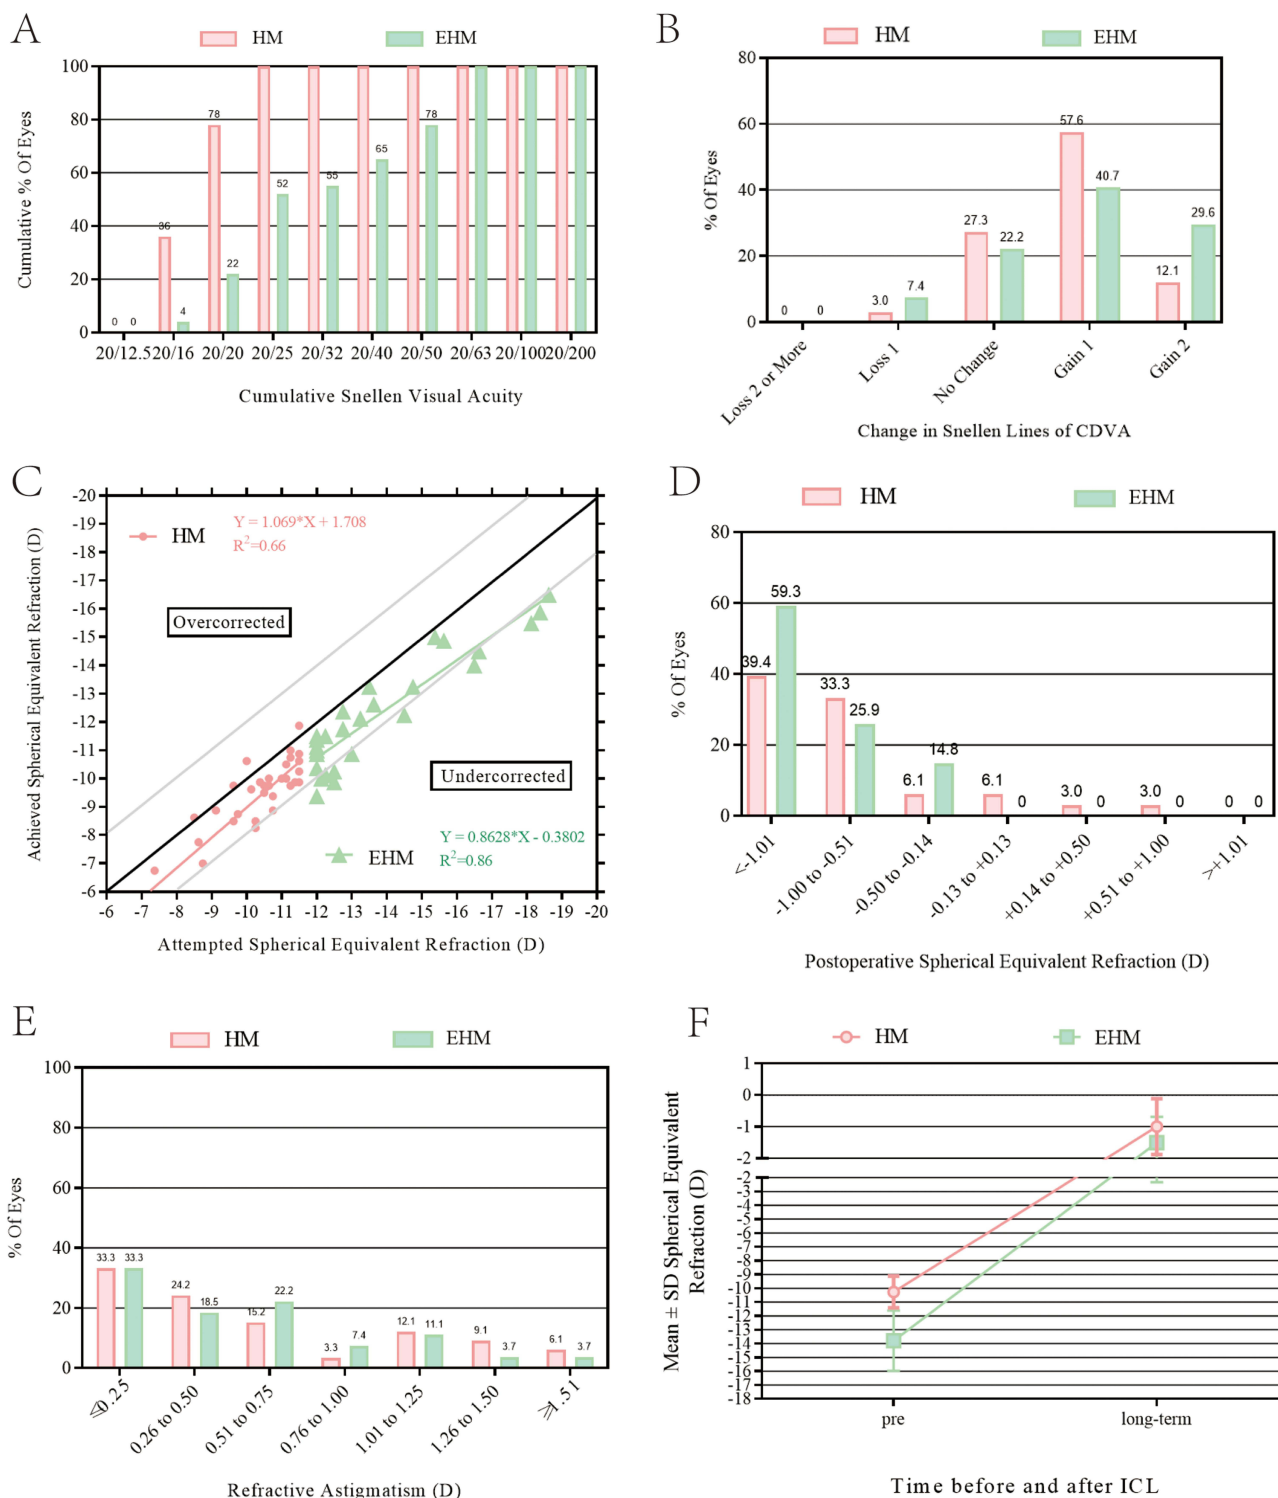 A
HM
EHM
Cumulative % Of Eyes
100
80
60
40
20
0
0
0
36
4
78
22
52
55
65
78
20/12.5
20/16
20/20
20/25
20/32
20/40
20/50
20/63
20/100
20/200
Cumulative Snellen Visual Acuity
B
HM
EHM
% Of Eyes
80
60
40
20
0
0
0
3.0
7.4
27.3
22.2
57.6
40.7
12.1
29.6
Loss 2 or More
Loss 1
No Change
Gain 1
Gain 2
Change in Snellen Lines of CDVA
C
Achieved Spherical Equivalent Refraction (D)
-20
-19
-18
-17
-16
-15
-14
-13
-12
-11
-10
-9
-8
-7
-6
HM
Y = 1.069*X + 1.708
R²=0.66
Overcorrected
Undercorrected
EHM
Y = 0.8628*X - 0.3802
R²=0.86
-6
-7
-8
-9
-10
-11
-12
-13
-14
-15
-16
-17
-18
-19
-20
Attempted Spherical Equivalent Refraction (D)
D
HM
EHM
% Of Eyes
80
60
40
20
0
39.4
59.3
33.3
25.9
6.1
14.8
6.1
0
3.0
0
3.0
0
0
0
<-1.01
-1.00 to -0.51
-0.50 to -0.14
-0.13 to +0.13
+0.14 to +0.50
+0.51 to +1.00
>+1.01
Postoperative Spherical Equivalent Refraction (D)
E
HM
EHM
% Of Eyes
100
80
60
40
20
0
33.3
33.3
24.2
18.5
15.2
22.2
3.3
7.4
12.1
11.1
9.1
3.7
6.1
3.7
≤0.25
0.26 to 0.50
0.51 to 0.75
0.76 to 1.00
1.01 to 1.25
1.26 to 1.50
≥1.51
Refractive Astigmatism (D)
F
HM
EHM
Mean ± SD Spherical Equivalent
Refraction (D)
1
0
-1
-2
-2
-3
-4
-5
-6
-7
-8
-9
-10
-11
-12
-13
-14
-15
-16
-17
-18
pre
long-term
Time before and after ICL